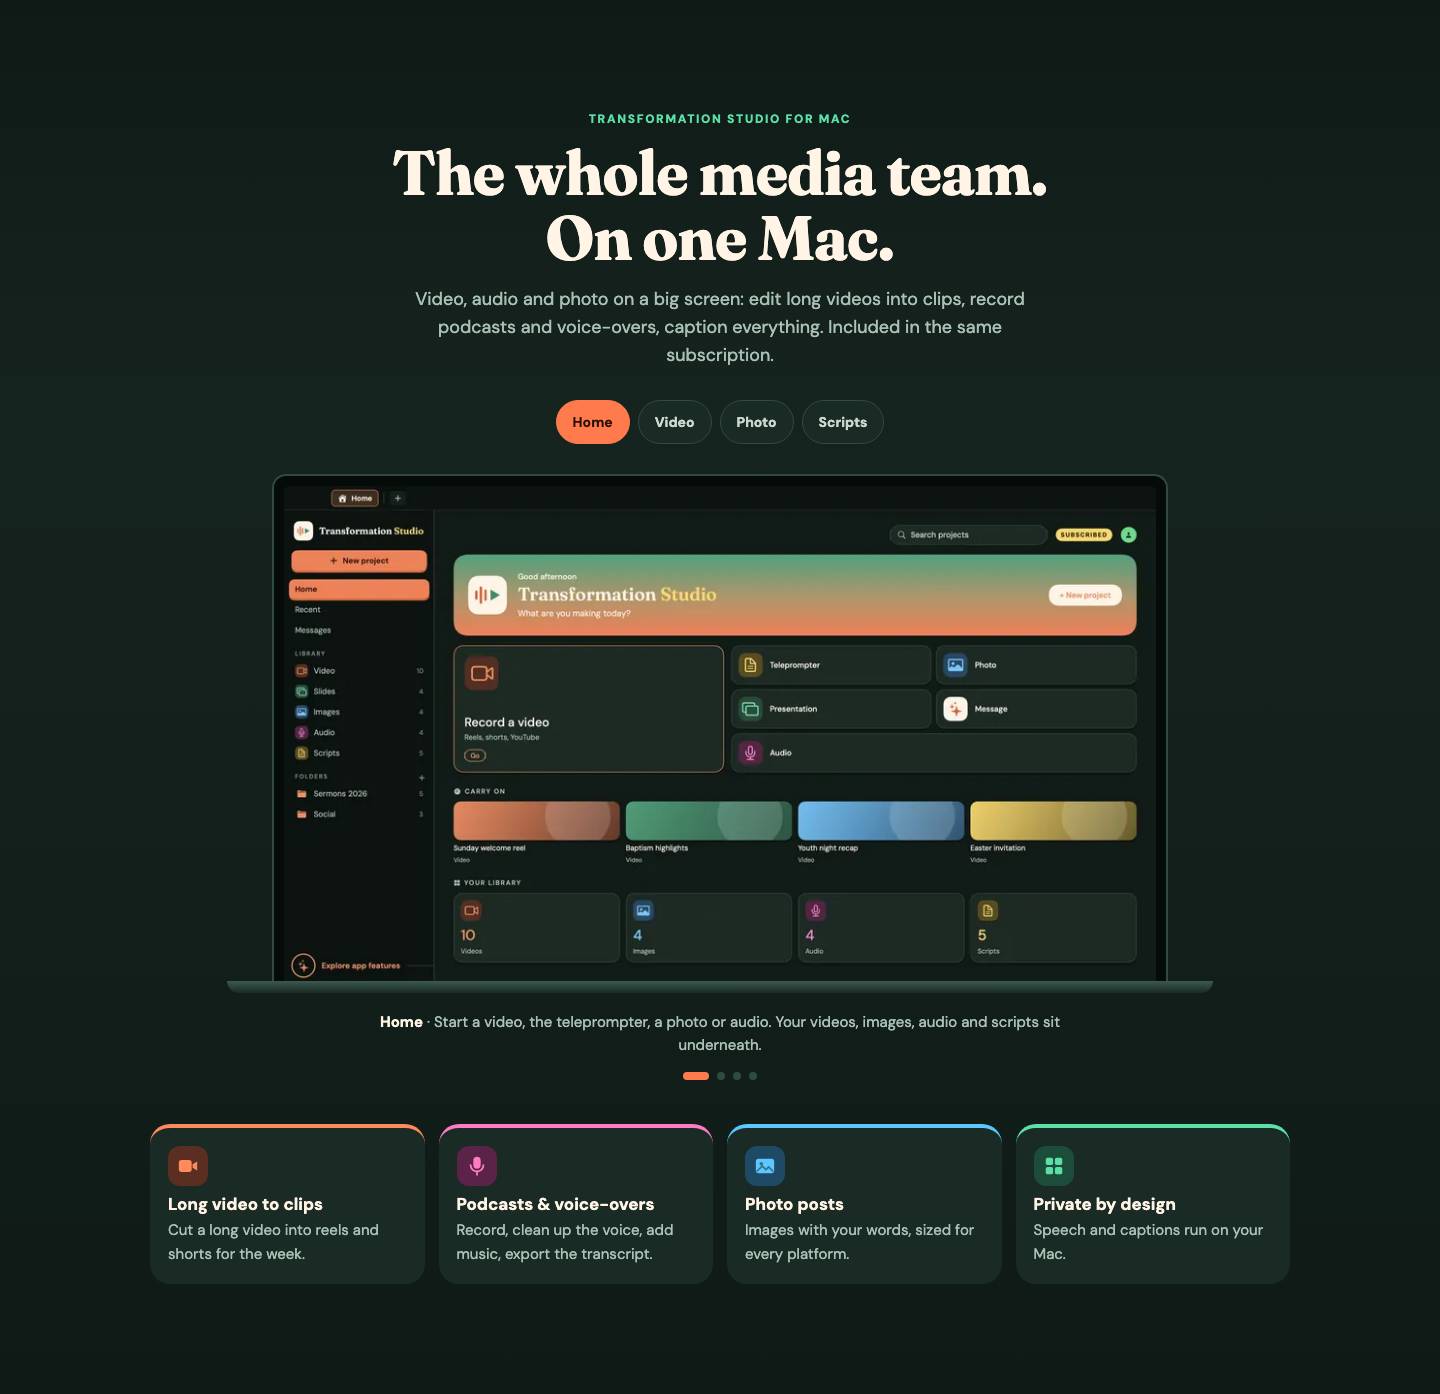 TRANSFORMATION STUDIO FOR MAC
The whole media team.
On one Mac.
Video, audio and photo on a big screen: edit long videos into clips, record
podcasts and voice-overs, caption everything. Included in the same
subscription.
Home
Video
Photo
Scripts
Home
+
Transformation Studio
+ New project
Home
Recent
Messages
LIBRARY
Video 10
Slides 4
Images 4
Audio 4
Scripts 5
FOLDERS +
Sermons 2026 5
Social 3
Explore app features
Search projects
SUBSCRIBED
Good afternoon
Transformation Studio
What are you making today?
+ New project
Record a video
Reels, shorts, YouTube
Go
Teleprompter
Photo
Presentation
Message
Audio
CARRY ON
Sunday welcome reel
Video
Baptism highlights
Video
Youth night recap
Video
Easter invitation
Video
YOUR LIBRARY
10
Videos
4
Images
4
Audio
5
Scripts
Home · Start a video, the teleprompter, a photo or audio. Your videos, images, audio and scripts sit
underneath.
Long video to clips
Cut a long video into reels and
shorts for the week.
Podcasts & voice-overs
Record, clean up the voice, add
music, export the transcript.
Photo posts
Images with your words, sized for
every platform.
Private by design
Speech and captions run on your
Mac.